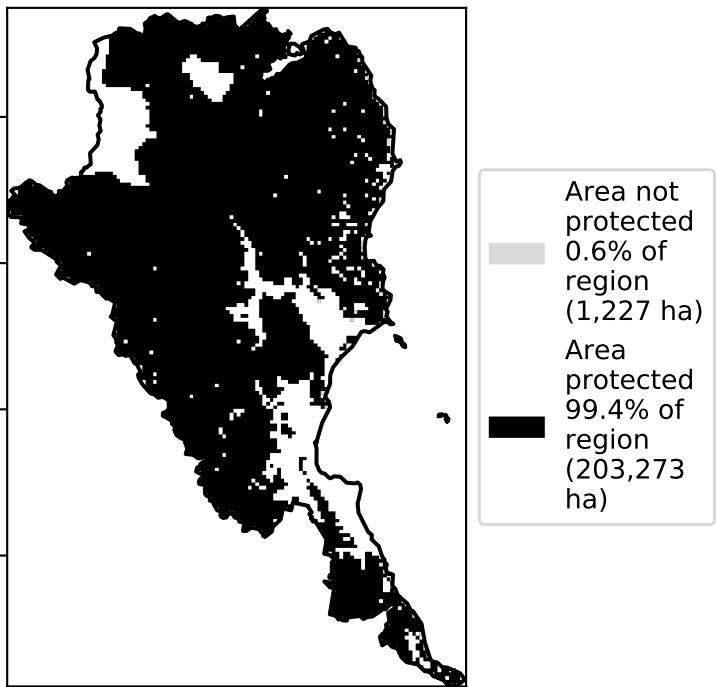 Area not
protected
0.6% of
region
(1,227 ha)
Area
protected
99.4% of
region
(203,273
ha)